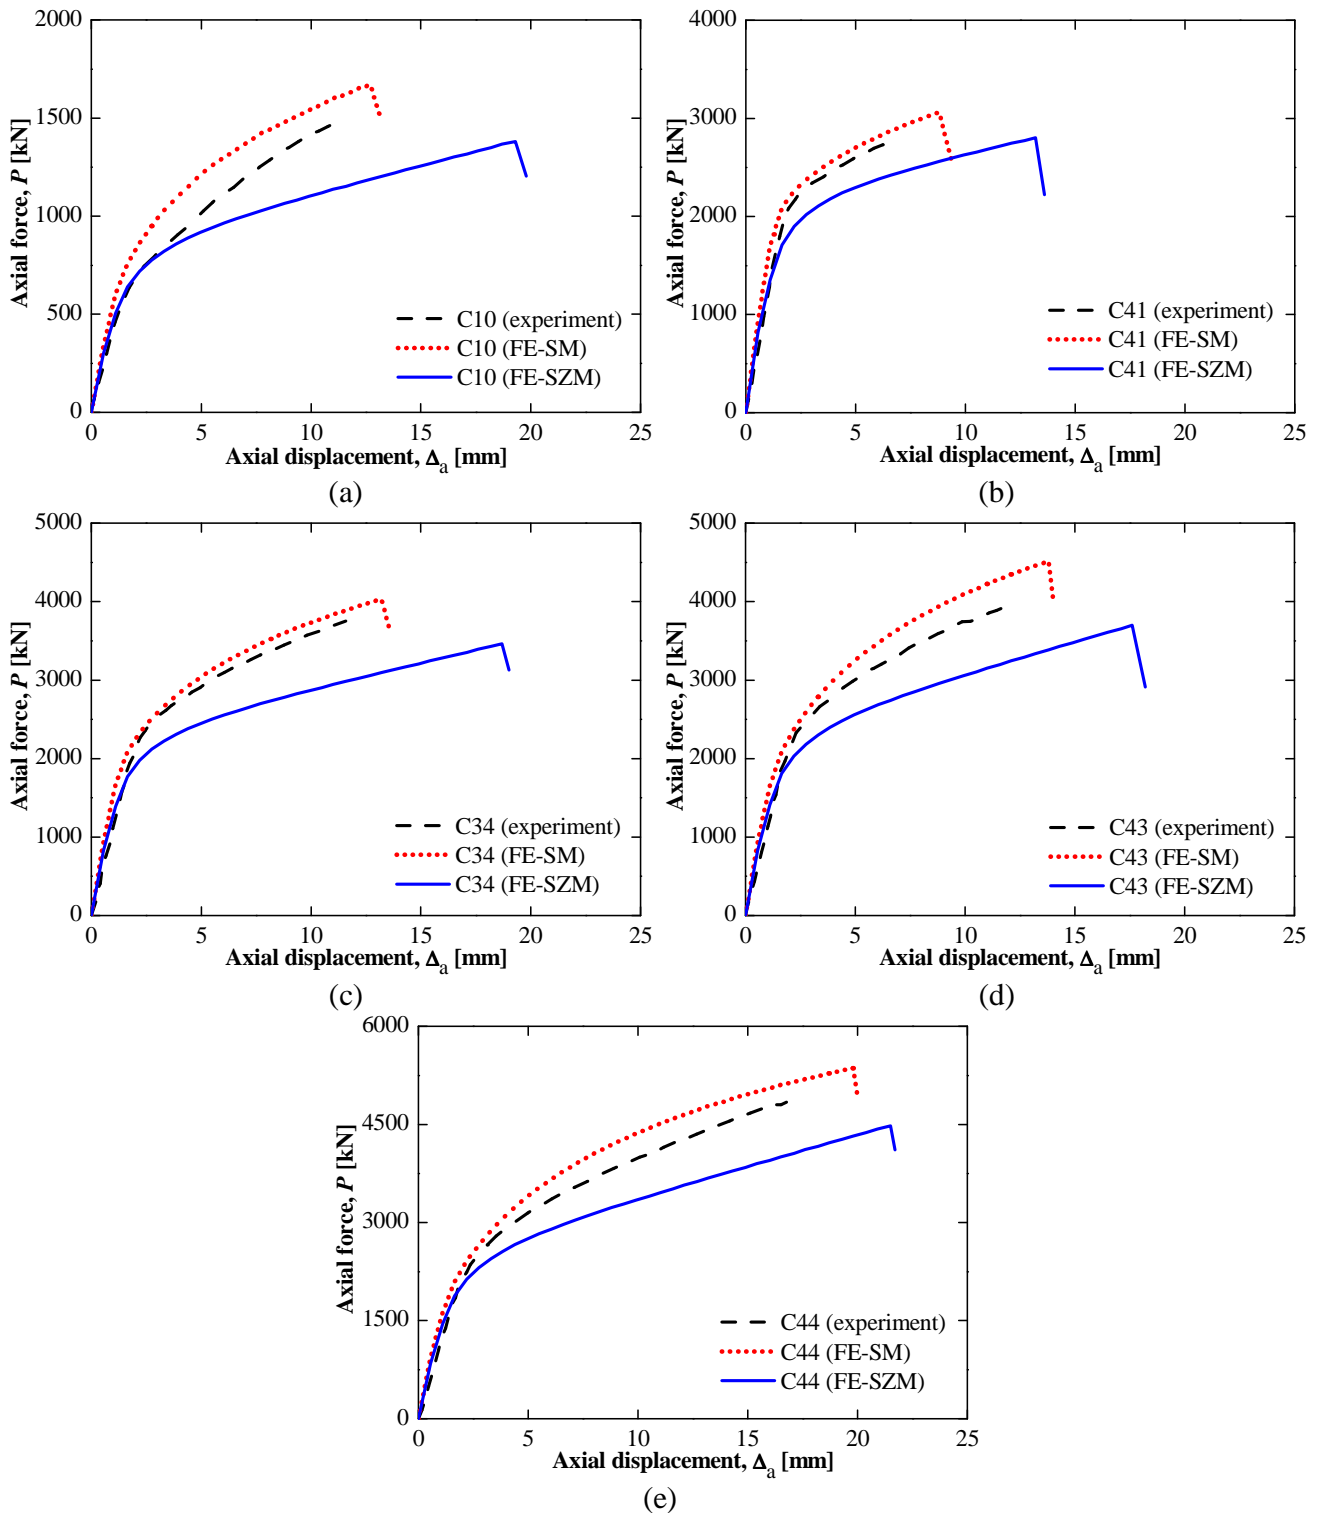 2000
1500
1000
500
0
Axial force, P [kN]
C10 (experiment)
C10 (FE-SM)
C10 (FE-SZM)
0 5 10 15 20 25
Axial displacement, Δa [mm]
(a)
4000
3000
2000
1000
0
Axial force, P [kN]
C41 (experiment)
C41 (FE-SM)
C41 (FE-SZM)
0 5 10 15 20 25
Axial displacement, Δa [mm]
(b)
5000
4000
3000
2000
1000
0
Axial force, P [kN]
C34 (experiment)
C34 (FE-SM)
C34 (FE-SZM)
0 5 10 15 20 25
Axial displacement, Δa [mm]
(c)
5000
4000
3000
2000
1000
0
Axial force, P [kN]
C43 (experiment)
C43 (FE-SM)
C43 (FE-SZM)
0 5 10 15 20 25
Axial displacement, Δa [mm]
(d)
6000
4500
3000
1500
0
Axial force, P [kN]
C44 (experiment)
C44 (FE-SM)
C44 (FE-SZM)
0 5 10 15 20 25
Axial displacement, Δa [mm]
(e)